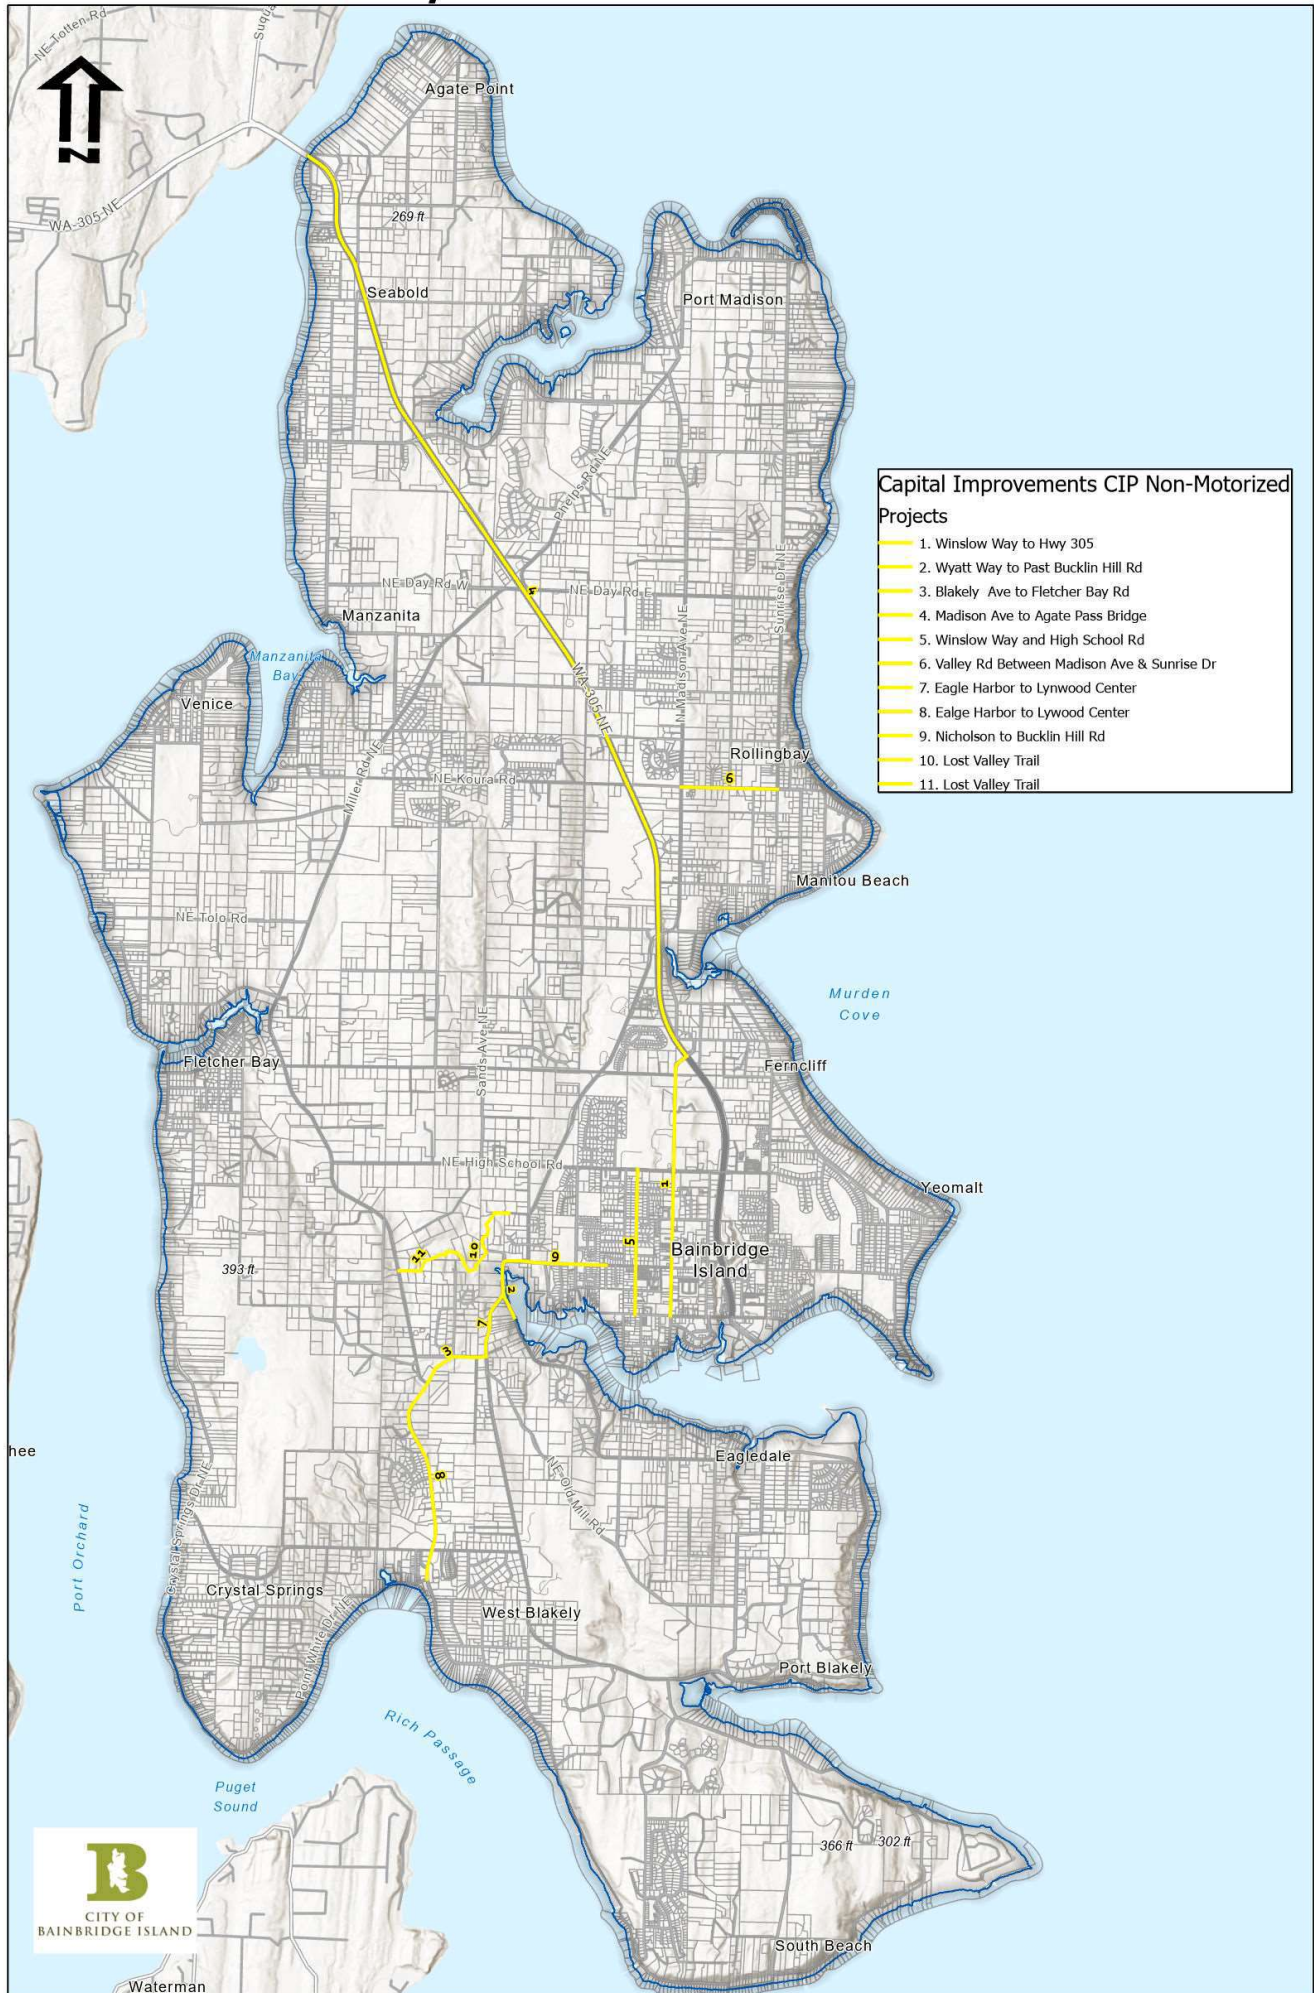 NE Totten Rd
Suqua
Agate Point
N
WA-305 NE
269 ft
Seabold
Port Madison
Capital Improvements CIP Non-Motorized
Projects
1. Winslow Way to Hwy 305
2. Wyatt Way to Past Bucklin Hill Rd
3. Blakely Ave to Fletcher Bay Rd
4. Madison Ave to Agate Pass Bridge
5. Winslow Way and High School Rd
6. Valley Rd Between Madison Ave & Sunrise Dr
7. Eagle Harbor to Lynwood Center
8. Ealge Harbor to Lywood Center
9. Nicholson to Bucklin Hill Rd
10. Lost Valley Trail
11. Lost Valley Trail
Phelps Rd NE
NE Day Rd W
4
NE Day Rd E
Sunrise Dr NE
Manzanita
N Madison Ave NE
Manzanita
Bay
WA-305 NE
Venice
Rollingbay
Miller Rd NE
NE Koura Rd
6
Manitou Beach
NE Tolo Rd
Murden
Cove
Sands Ave NE
Fletcher Bay
Ferncliff
NE High School Rd
1
Yeomalt
5
Bainbridge
Island
11
10
9
393 ft
2
7
3
hee
Eagledale
8
NE Old Mill Rd
Port Orchard
Crystal Springs Dr NE
Crystal Springs
Point White Dr NE
West Blakely
Port Blakely
Rich Passage
Puget
Sound
366 ft
302 ft
B
CITY OF
BAINBRIDGE ISLAND
South Beach
Waterman